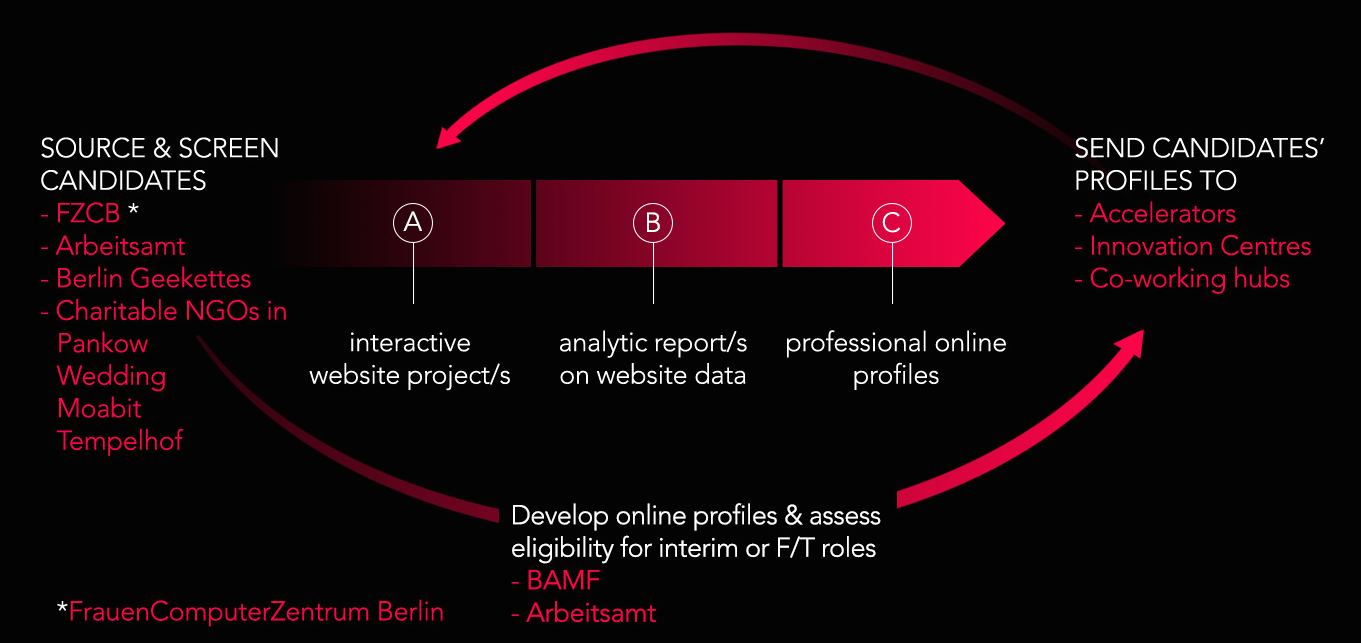 SOURCE & SCREEN
CANDIDATES
- FZCB *
- Arbeitsamt
- Berlin Geekettes
- Charitable NGOs in
Pankow
Wedding
Moabit
Tempelhof
A
interactive
website project/s
B
analytic report/s
on website data
C
professional online
profiles
SEND CANDIDATES’
PROFILES TO
- Accelerators
- Innovation Centres
- Co-working hubs
Develop online profiles & assess
eligibility for interim or F/T roles
- BAMF
- Arbeitsamt
*FrauenComputerZentrum Berlin